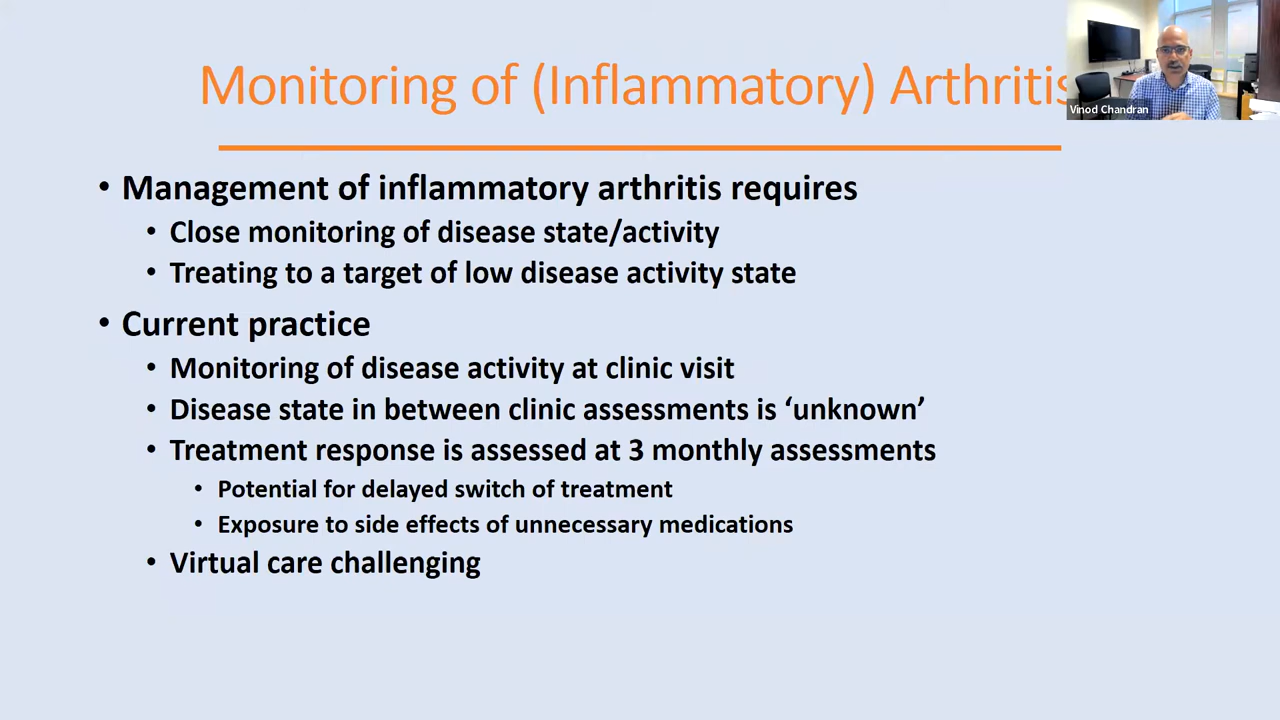 Monitoring of (Inflammatory) Arthritis
Vinod Chandran
• Management of inflammatory arthritis requires
• Close monitoring of disease state/activity
• Treating to a target of low disease activity state
• Current practice
• Monitoring of disease activity at clinic visit
• Disease state in between clinic assessments is ‘unknown’
• Treatment response is assessed at 3 monthly assessments
• Potential for delayed switch of treatment
• Exposure to side effects of unnecessary medications
• Virtual care challenging